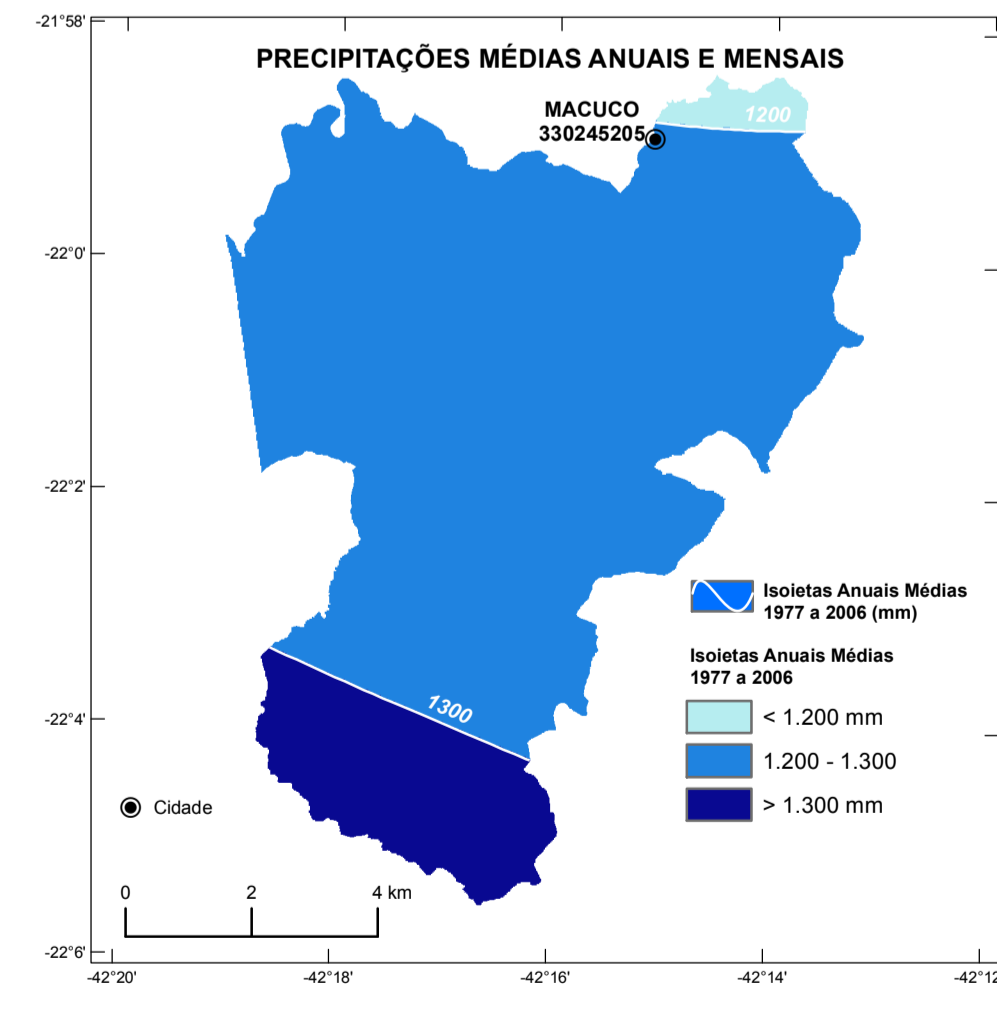 -21°58'
PRECIPITAÇÕES MÉDIAS ANUAIS E MENSAIS
MACUCO
330245205
1200
-22°0'
-22°2'
Isoietas Anuais Médias
1977 a 2006 (mm)
Isoietas Anuais Médias
1977 a 2006
1300
< 1.200 mm
-22°4'
1.200 - 1.300
> 1.300 mm
Cidade
0 2 4 km
-22°6'
-42°20' -42°18' -42°16' -42°14' -42°12